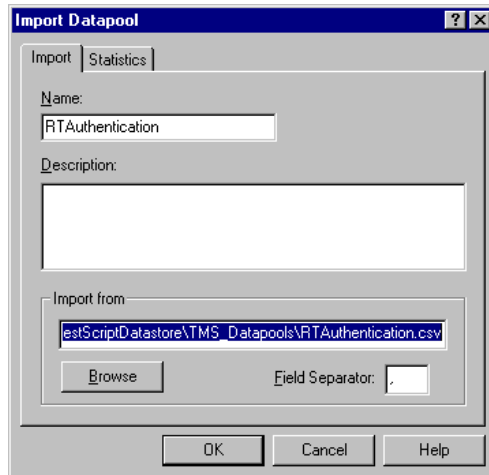 Import Datapool
Import Statistics
Name:
RTAuthentication
Description:
Import from
estScriptDatastore\TMS_Datapools\RTAuthentication.csv
Browse Field Separator: ,
OK Cancel Help